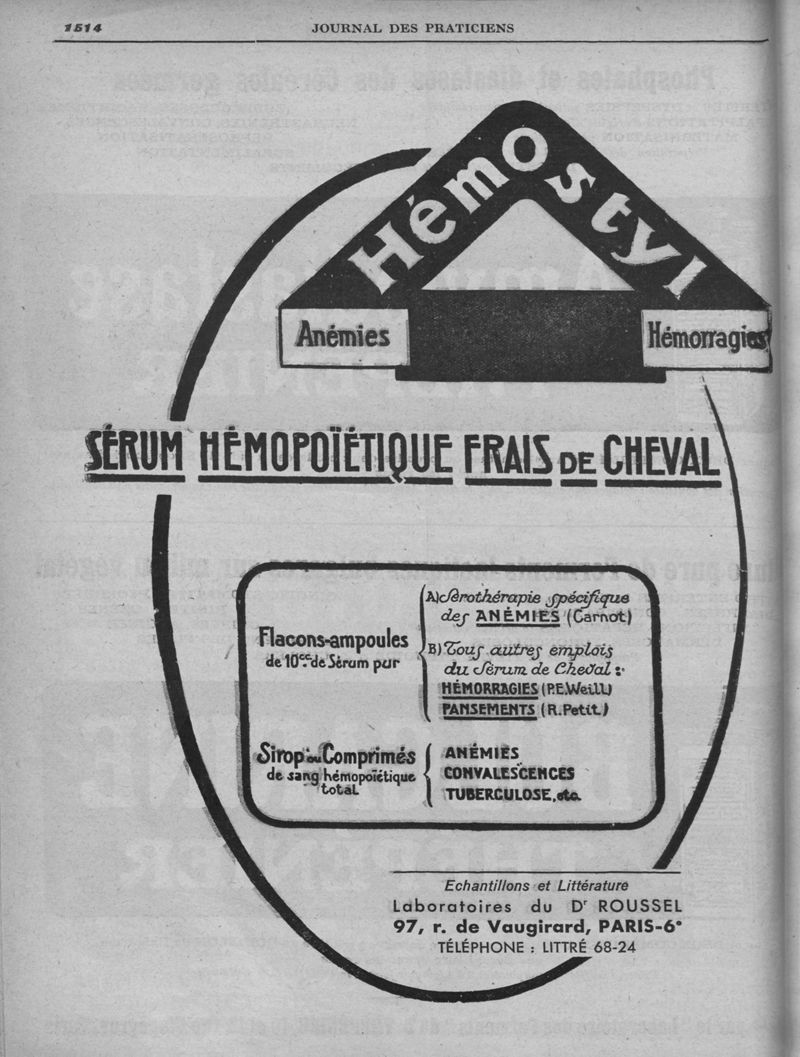 1514
JOURNAL DES PRATICIENS
Hémostyl
Anémies
Hémorragies
SÉRUM HÉMOPOÏÉTIQUE FRAIS DE CHEVAL
Flacons-ampoules
de 10cc. de Sérum pur
A) Sérothérapie spécifique
des ANÉMIES (Carnot)
B) Tous autres emplois
du Sérum de Cheval :
HÉMORRAGIES (P.E. Weill)
PANSEMENTS (R. Petit)
Sirop ou Comprimés
de sang hémopoïétique
total
ANÉMIES
CONVALESCENCES
TUBERCULOSE, etc.
Echantillons et Littérature
Laboratoires du Dr ROUSSEL
97, r. de Vaugirard, PARIS-6e
TÉLÉPHONE : LITTRÉ 68-24